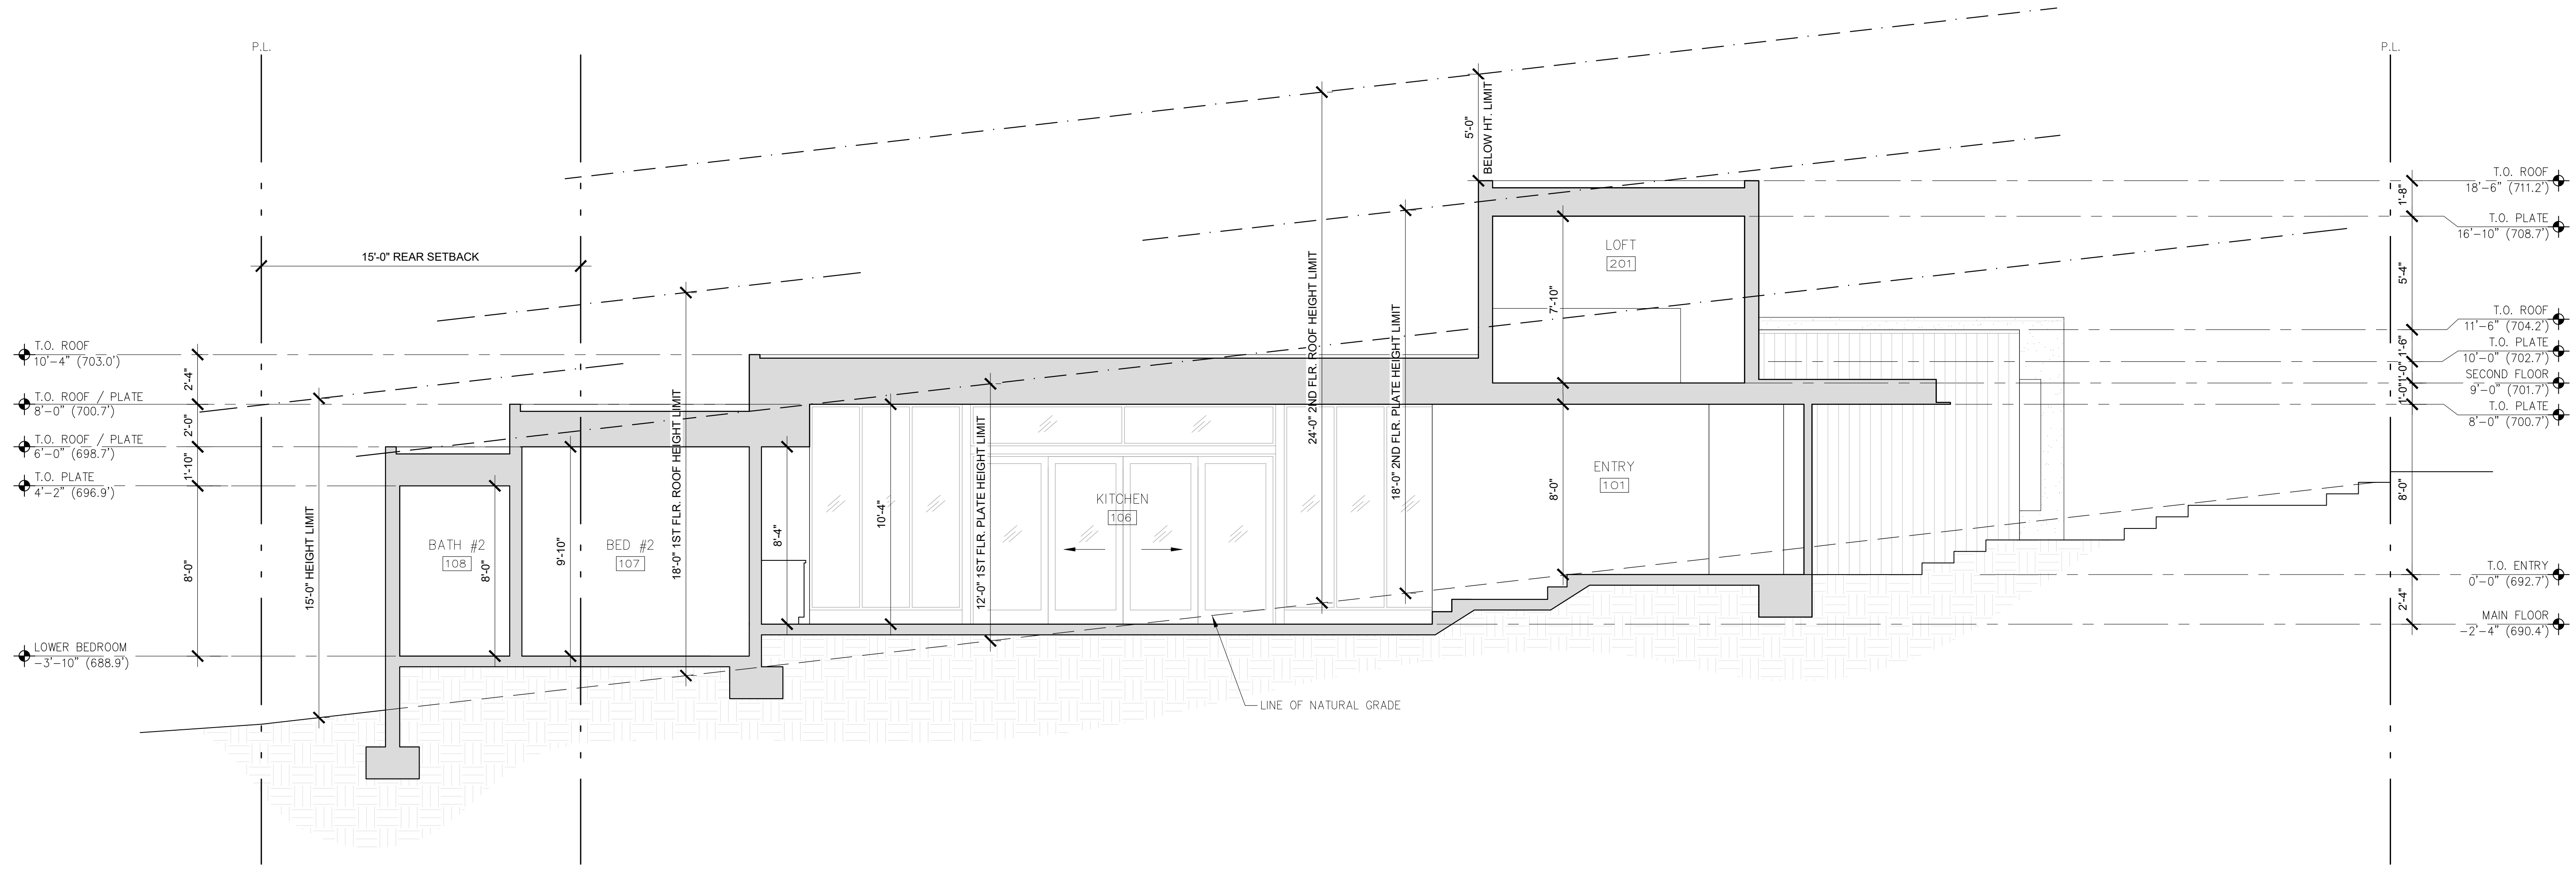 P.L.
P.L.
5'-0"
BELOW HT. LIMIT
15'-0" REAR SETBACK
T.O. ROOF
10'-4" (703.0')
T.O. ROOF / PLATE
8'-0" (700.7')
T.O. ROOF / PLATE
6'-0" (698.7')
T.O. PLATE
4'-2" (696.9')
LOWER BEDROOM
-3'-10" (688.9')
2'-4"
2'-0"
1'-10"
8'-0"
15'-0" HEIGHT LIMIT
BATH #2
108
8'-0"
9'-10"
BED #2
107
18'-0" 1ST FLR. ROOF HEIGHT LIMIT
8'-4"
10'-4"
12'-0" 1ST FLR. PLATE HEIGHT LIMIT
KITCHEN
106
24'-0" 2ND FLR. ROOF HEIGHT LIMIT
18'-0" 2ND FLR. PLATE HEIGHT LIMIT
LOFT
201
7'-10"
ENTRY
101
8'-0"
LINE OF NATURAL GRADE
1'-8"
5'-4"
1'-6"
1'-0"
1'-0"
8'-0"
2'-4"
T.O. ROOF
18'-6" (711.2')
T.O. PLATE
16'-10" (708.7')
T.O. ROOF
11'-6" (704.2')
T.O. PLATE
10'-0" (702.7')
SECOND FLOOR
9'-0" (701.7')
T.O. PLATE
8'-0" (700.7')
T.O. ENTRY
0'-0" (692.7')
MAIN FLOOR
-2'-4" (690.4')